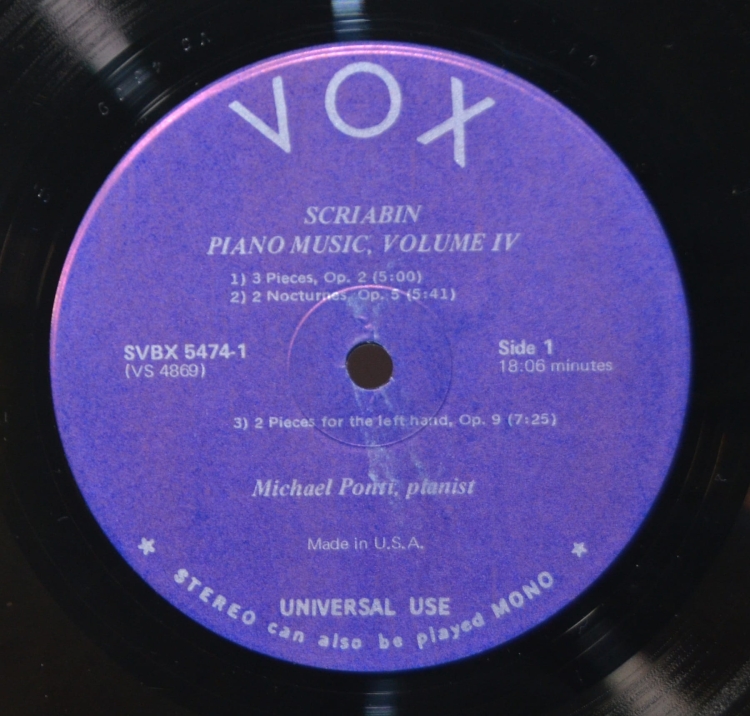 VOX
SCRIABIN
PIANO MUSIC, VOLUME IV
1) 3 Pieces, Op. 2 (5:00)
2) 2 Nocturnes, Op. 5 (5:41)
SVBX 5474-1
(VS 4869)
Side 1
18:06 minutes
3) 2 Pieces for the left hand, Op. 9 (7:25)
Michael Ponti, pianist
Made in U.S.A.
UNIVERSAL USE
STEREO can also be played MONO